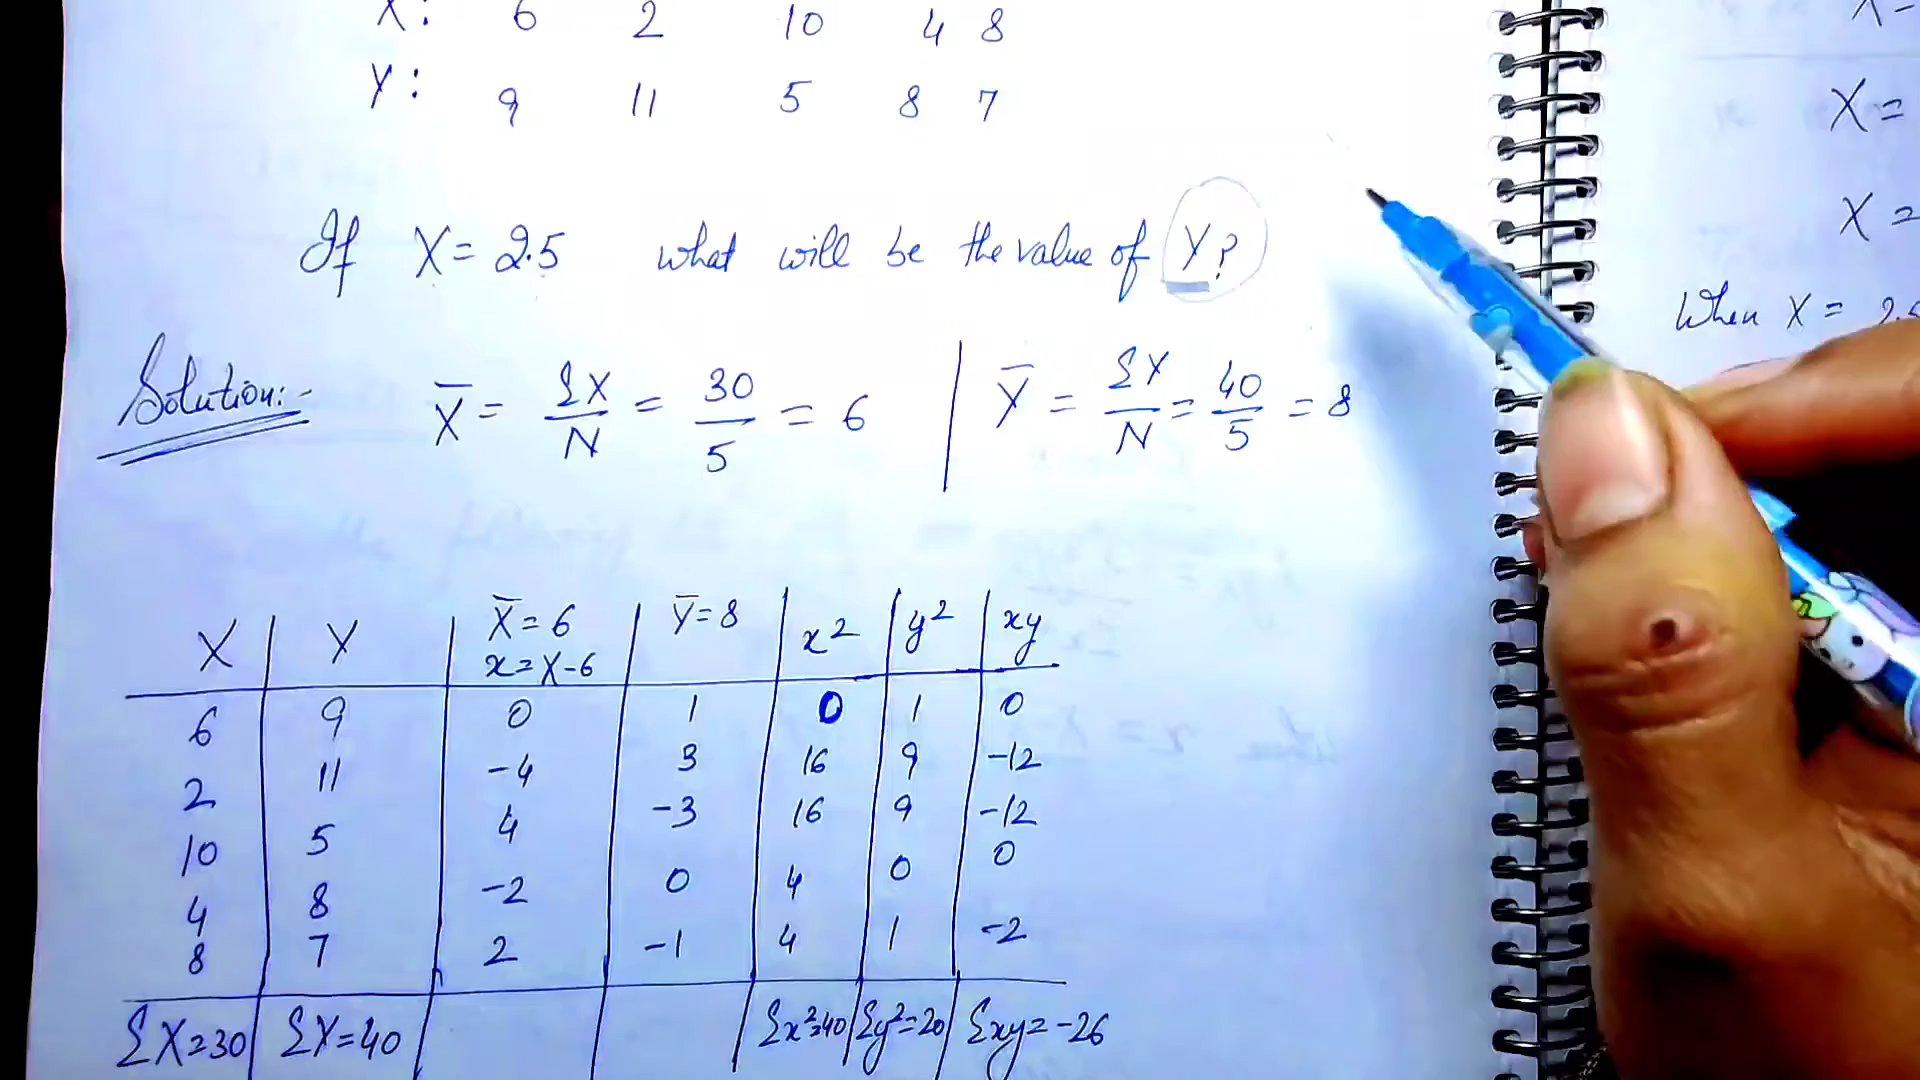 X: 6 2 10 4 8
Y: 9 11 5 8 7
If X = 2.5 what will be the value of Y?
Solution:-
X̄ = ΣX/N = 30/5 = 6 | Ȳ = ΣY/N = 40/5 = 8
X | Y | X̄ = 6 x = X-6 | Ȳ = 8 | x² | y² | xy
6 | 9 | 0 | 1 | 0 | 1 | 0
2 | 11 | -4 | 3 | 16 | 9 | -12
10 | 5 | 4 | -3 | 16 | 9 | -12
4 | 8 | -2 | 0 | 4 | 0 | 0
8 | 7 | 2 | -1 | 4 | 1 | -2
ΣX=30 | ΣY=40 | Σx²=40 | Σy²=20 | Σxy=-26
X=
X=
X=
When X =